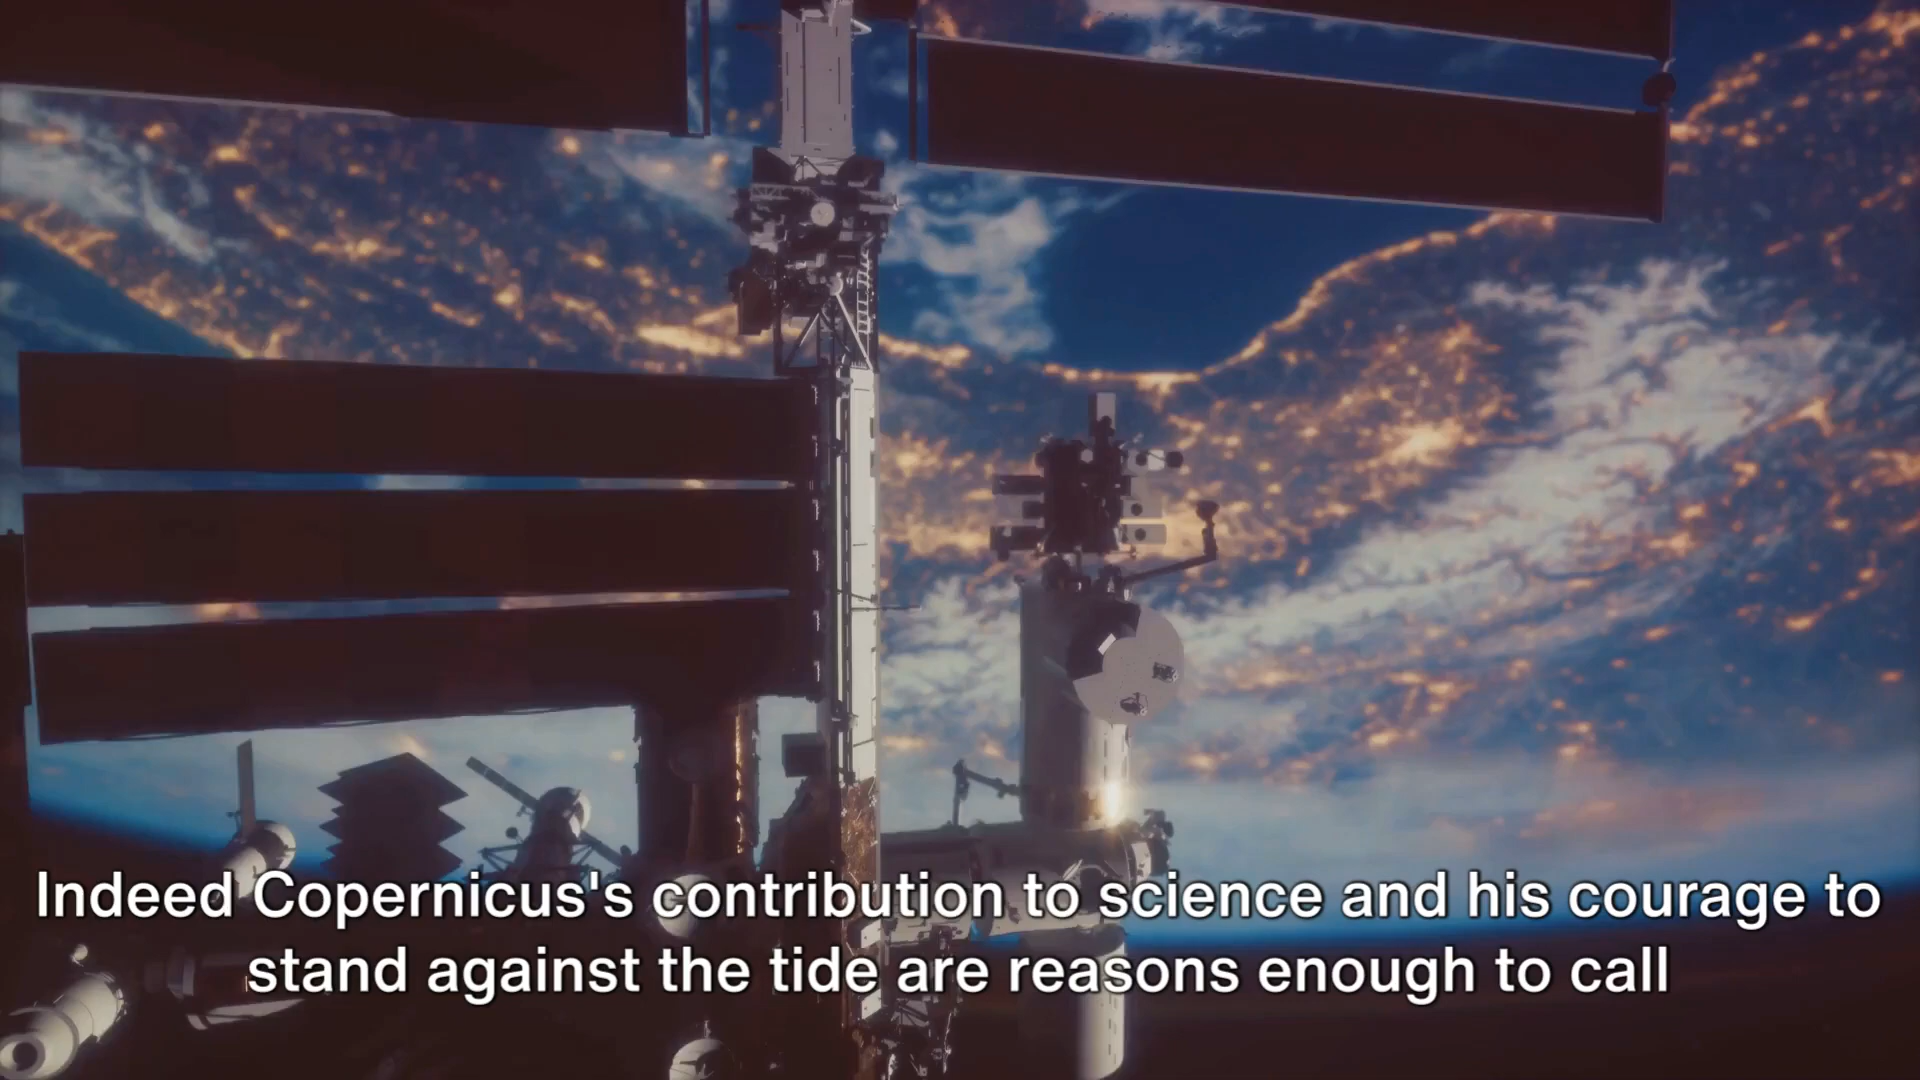 Indeed Copernicus's contribution to science and his courage to
stand against the tide are reasons enough to call